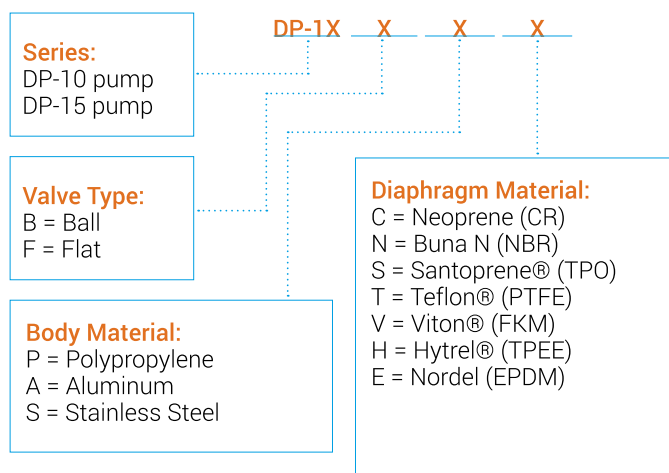 DP-1X X X X
Series:
DP-10 pump
DP-15 pump
Valve Type:
B = Ball
F = Flat
Body Material:
P = Polypropylene
A = Aluminum
S = Stainless Steel
Diaphragm Material:
C = Neoprene (CR)
N = Buna N (NBR)
S = Santoprene® (TPO)
T = Teflon® (PTFE)
V = Viton® (FKM)
H = Hytrel® (TPEE)
E = Nordel (EPDM)